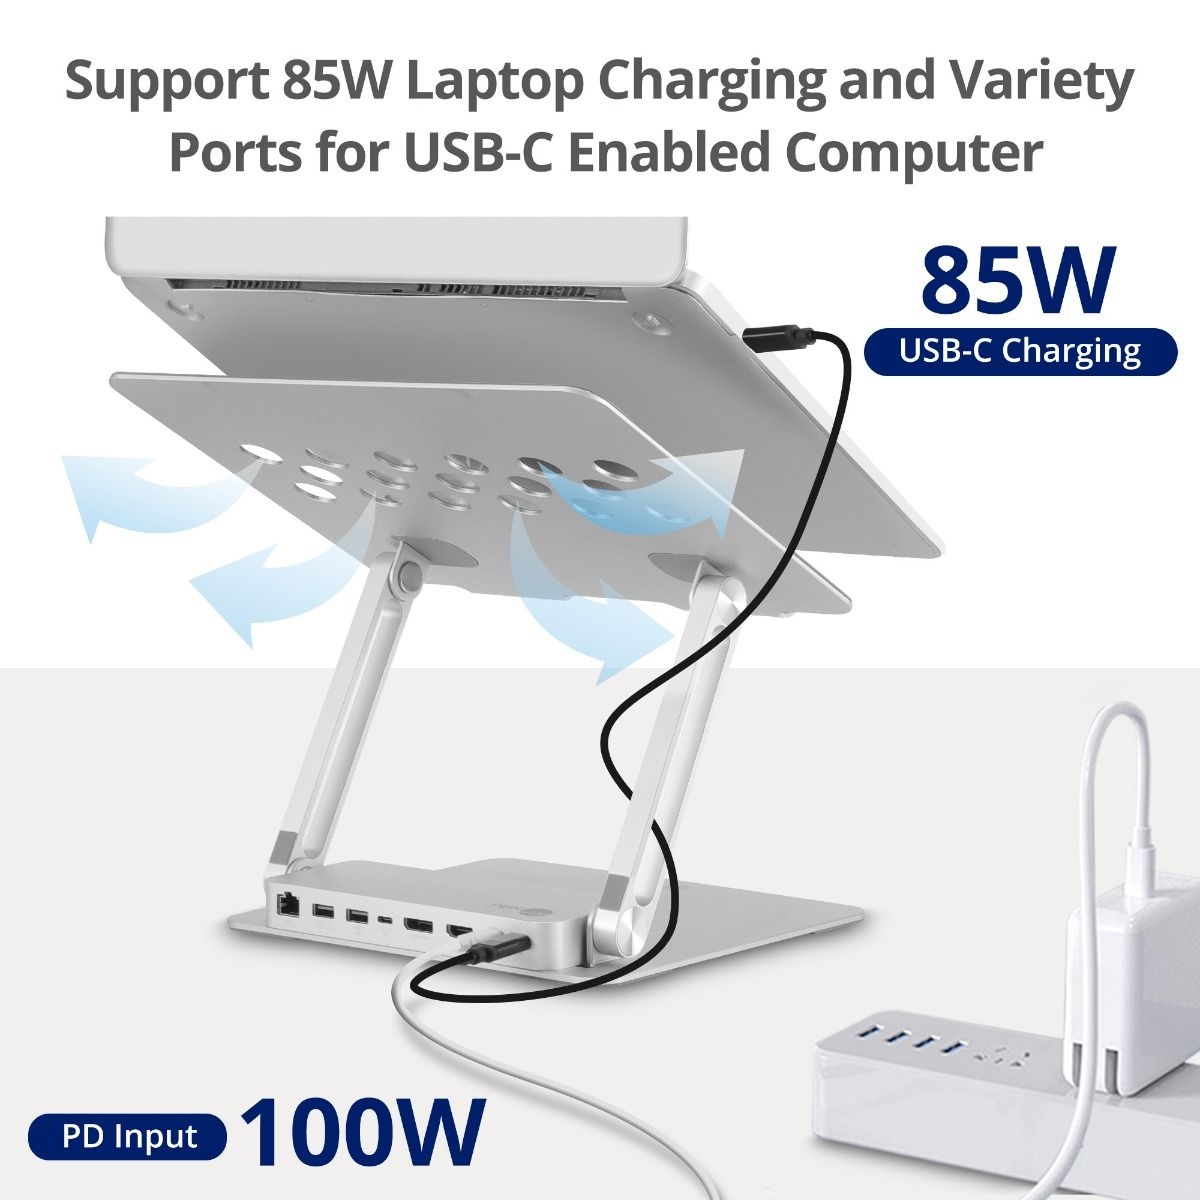 Support 85W Laptop Charging and Variety
Ports for USB-C Enabled Computer
85W
USB-C Charging
PD Input 100W